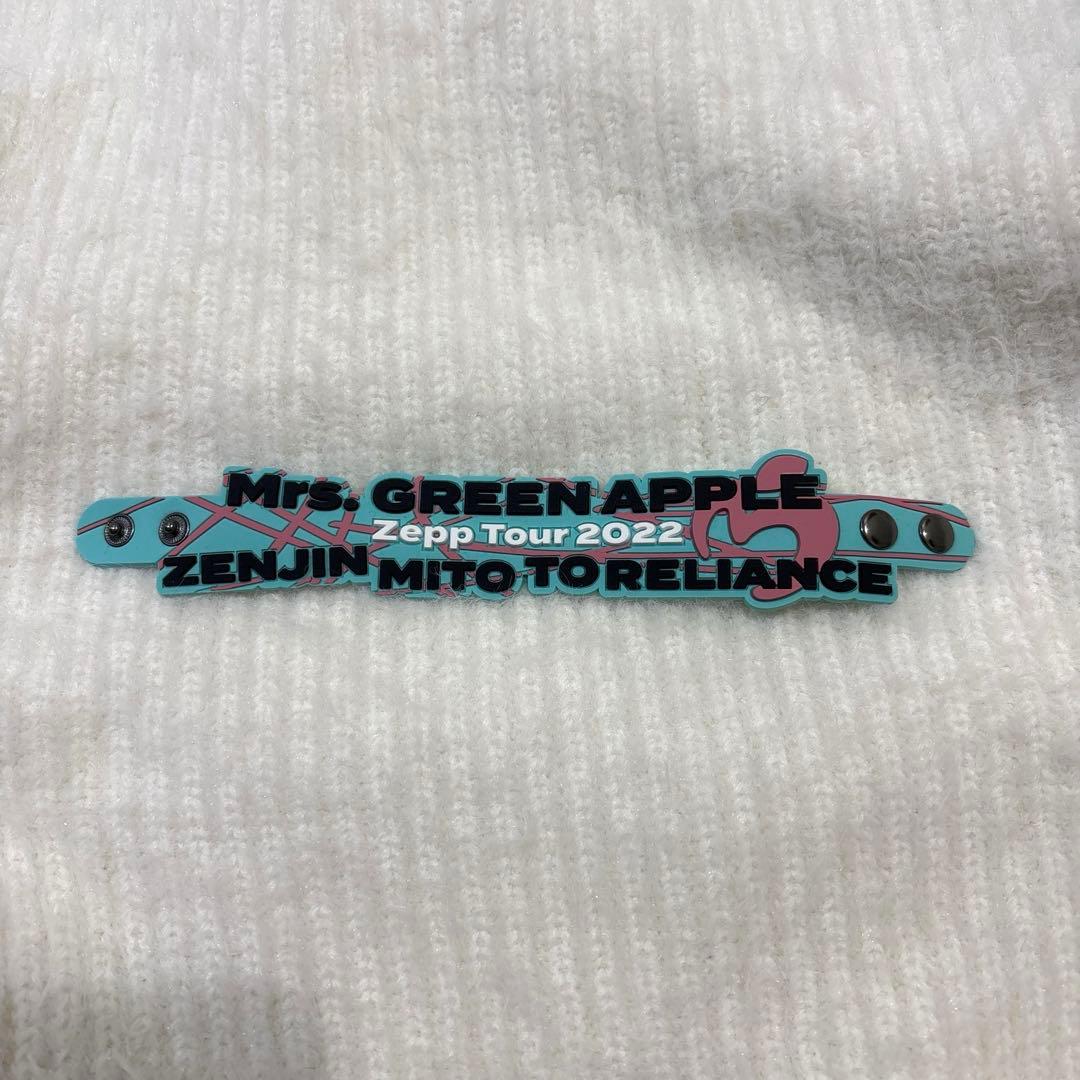 Mrs. GREEN APPLE
Zepp Tour 2022
ZENJIN MITO TO RELIANCE